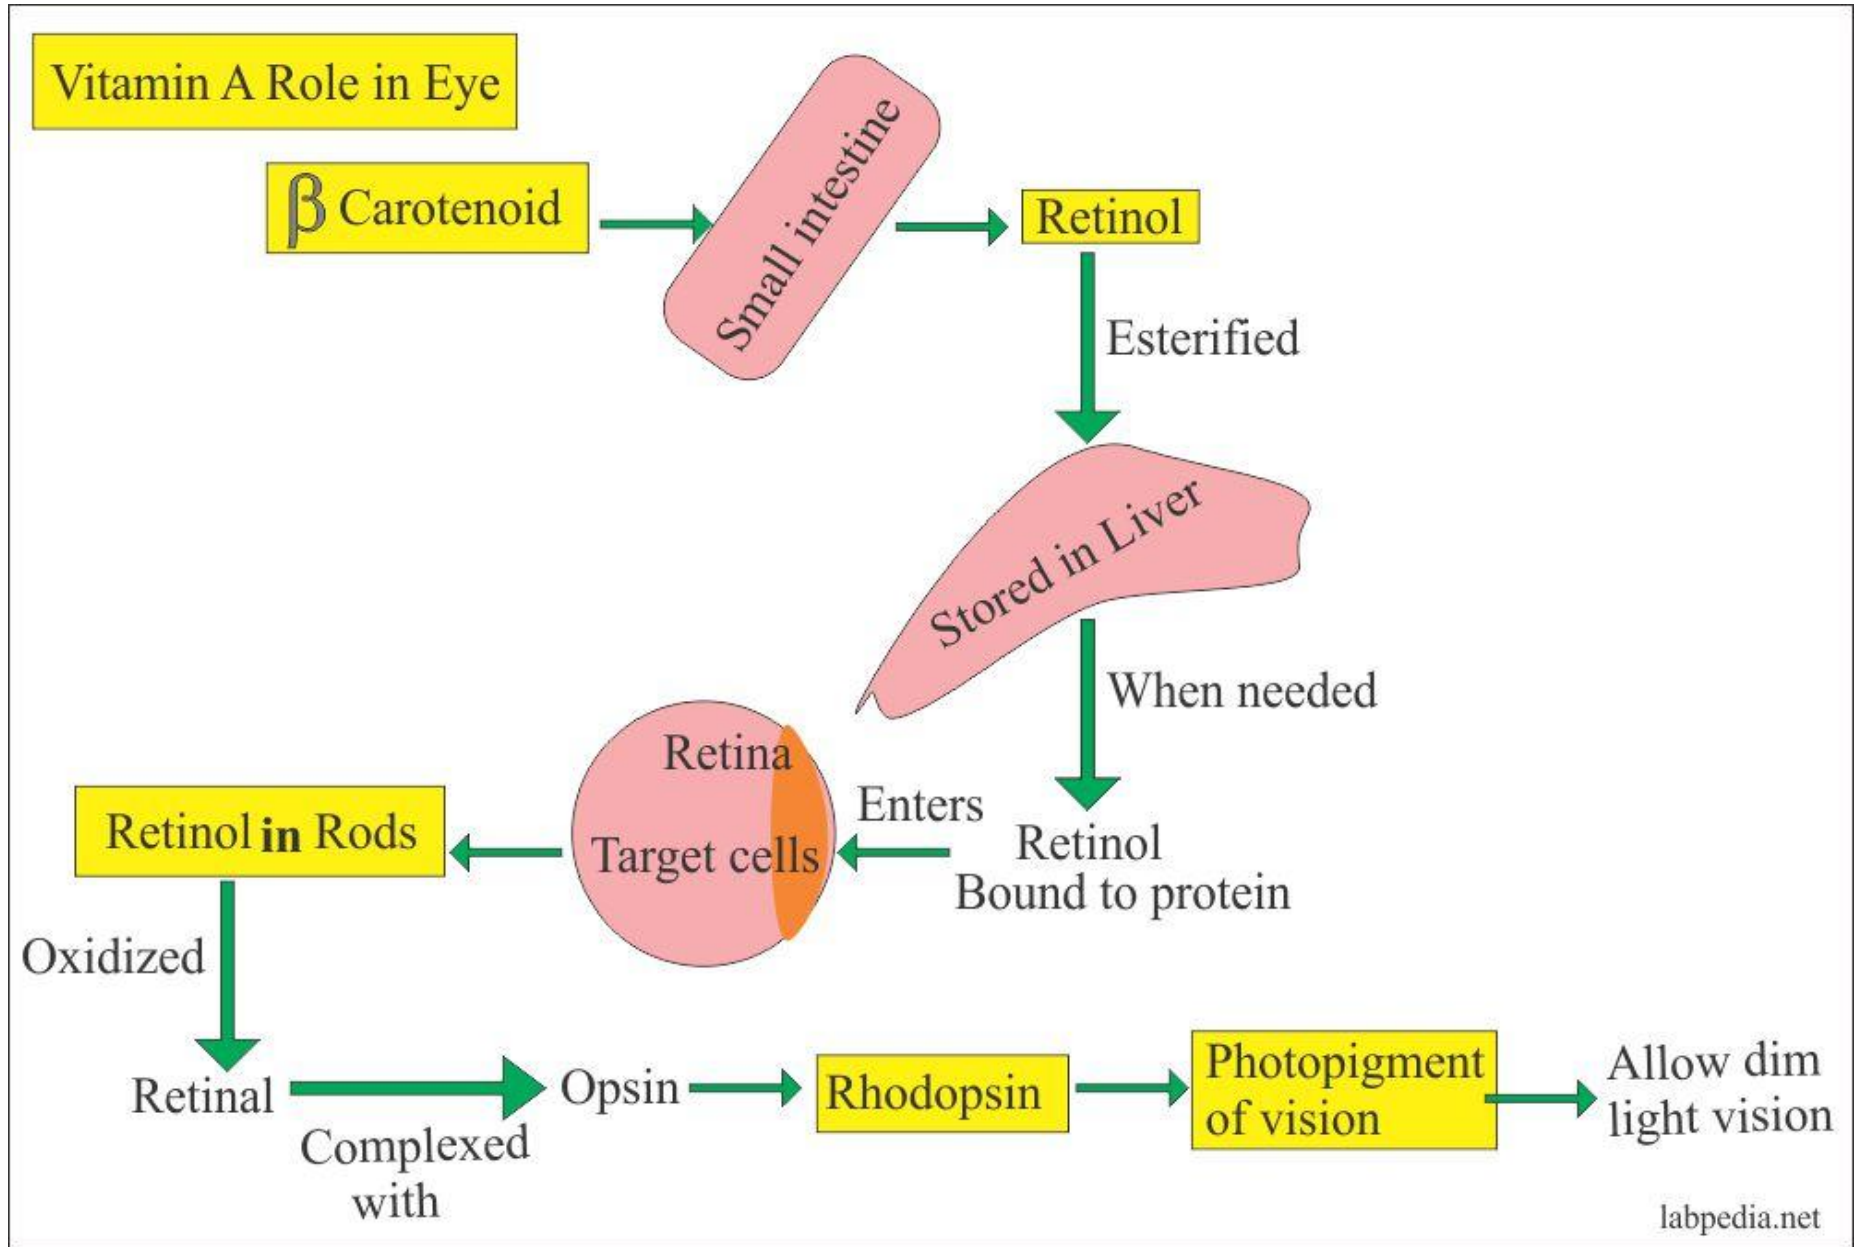 Vitamin A Role in Eye
β Carotenoid
Small intestine
Retinol
Esterified
Stored in Liver
When needed
Retinol
Bound to protein
Enters
Retina
Target cells
Retinol in Rods
Oxidized
Retinal
Complexed
with
Opsin
Rhodopsin
Photopigment
of vision
Allow dim
light vision
labpedia.net